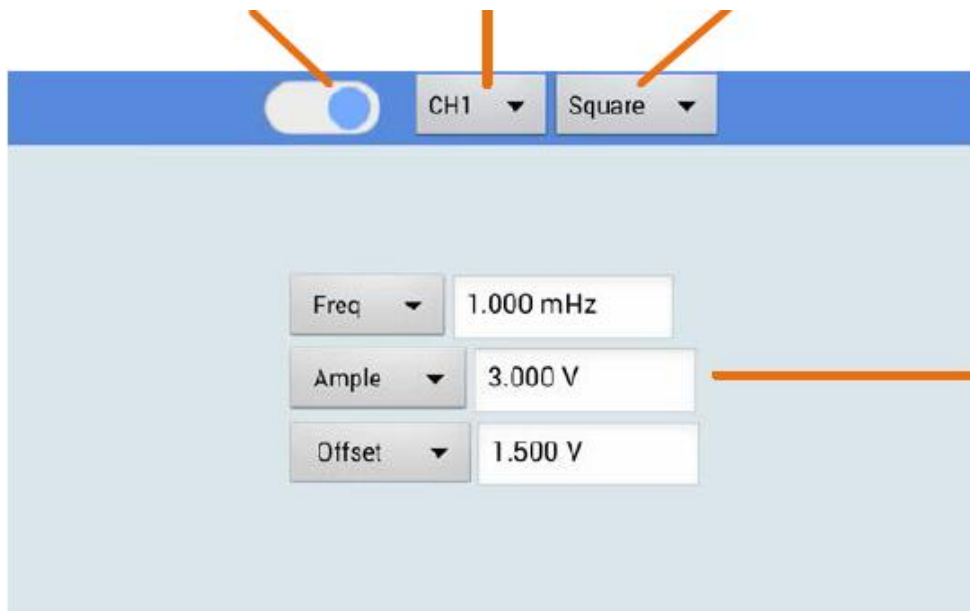 CH1 Square
Freq 1.000 mHz
Ample 3.000 V
Offset 1.500 V